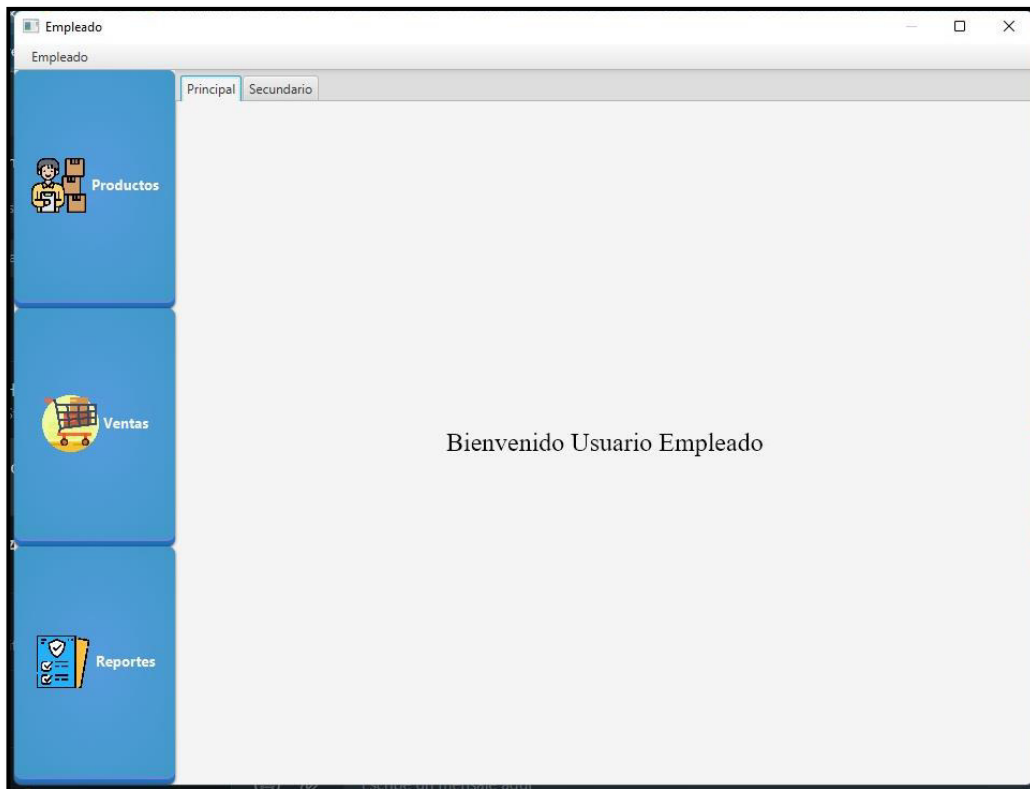 Empleado
Empleado
Principal Secundario
Productos
Ventas
Bienvenido Usuario Empleado
Reportes